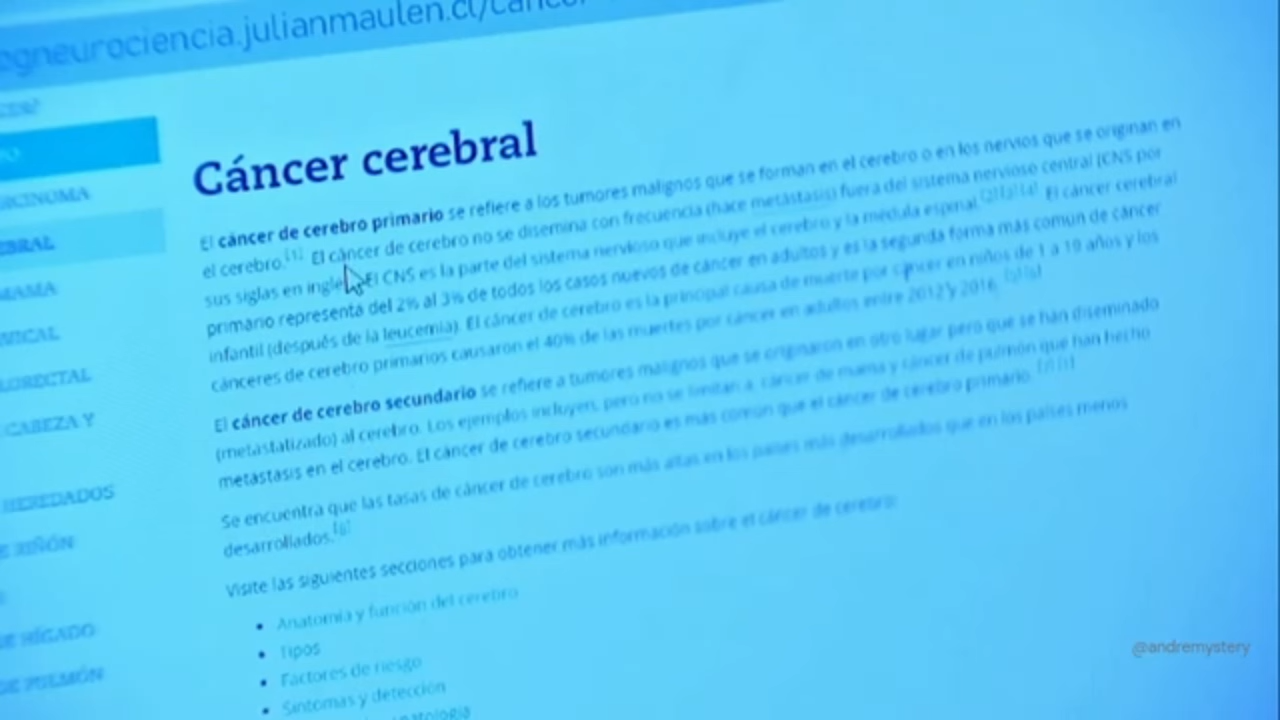 ogneurociencia.julianmaulen.cl/cancer
Cáncer cerebral
El cáncer de cerebro primario se refiere a los tumores malignos que se forman en el cerebro o en los nervios que se originan en
el cerebro.[1] El cáncer de cerebro no se disemina con frecuencia (hace metástasis) fuera del sistema nervioso central [CNS por
sus siglas en inglé El CNS es la parte del sistema nervioso que incluye el cerebro y la médula espinal. El cáncer cerebral
primario representa del 2% al 3% de todos los casos nuevos de cáncer en adultos y es la segunda forma más común de cáncer
infantil (después de la leucemia). El cáncer de cerebro es la principal causa de muerte por cáncer en niños de 1 a 19 años y los
cánceres de cerebro primarios causaron el 40% de las muertes por cáncer en adultos entre 2012 y 2016.
El cáncer de cerebro secundario se refiere a tumores malignos que se originaron en otro lugar pero que se han diseminado
(metastatizado) al cerebro. Los ejemplos incluyen, pero no se limitan a, cáncer de mama y cáncer de pulmón que han hecho
metástasis en el cerebro. El cáncer de cerebro secundario es más común que el cáncer de cerebro primario.
Se encuentra que las tasas de cáncer de cerebro son más altas en los países más desarrollados que en los países menos
desarrollados.
Visite las siguientes secciones para obtener más información sobre el cáncer de cerebro:
• Anatomía y función del cerebro
• Tipos
• Factores de riesgo
• Síntomas y detección
RCINOMA
EBRAL
MAMA
VICAL
LORECTAL
CABEZA Y
HEREDADOS
E RIÑÓN
DE HÍGADO
DE PULMÓN
@andremystery